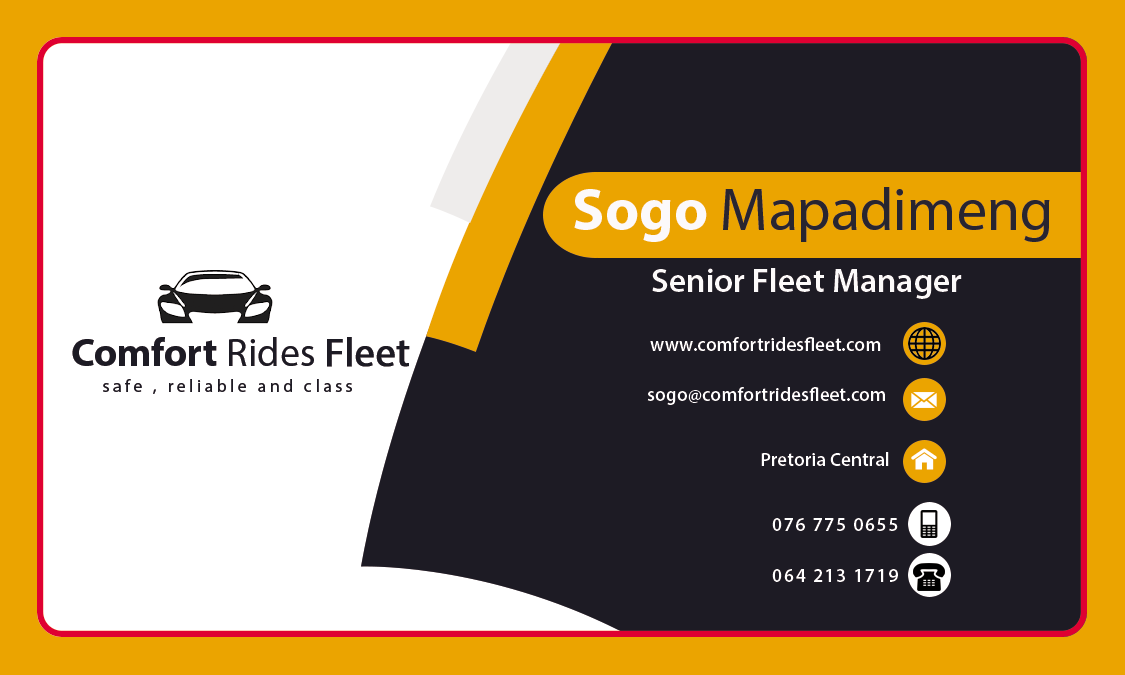 Comfort Rides Fleet
safe , reliable and class
Sogo Mapadimeng
Senior Fleet Manager
www.comfortridesfleet.com
sogo@comfortridesfleet.com
Pretoria Central
076 775 0655
064 213 1719